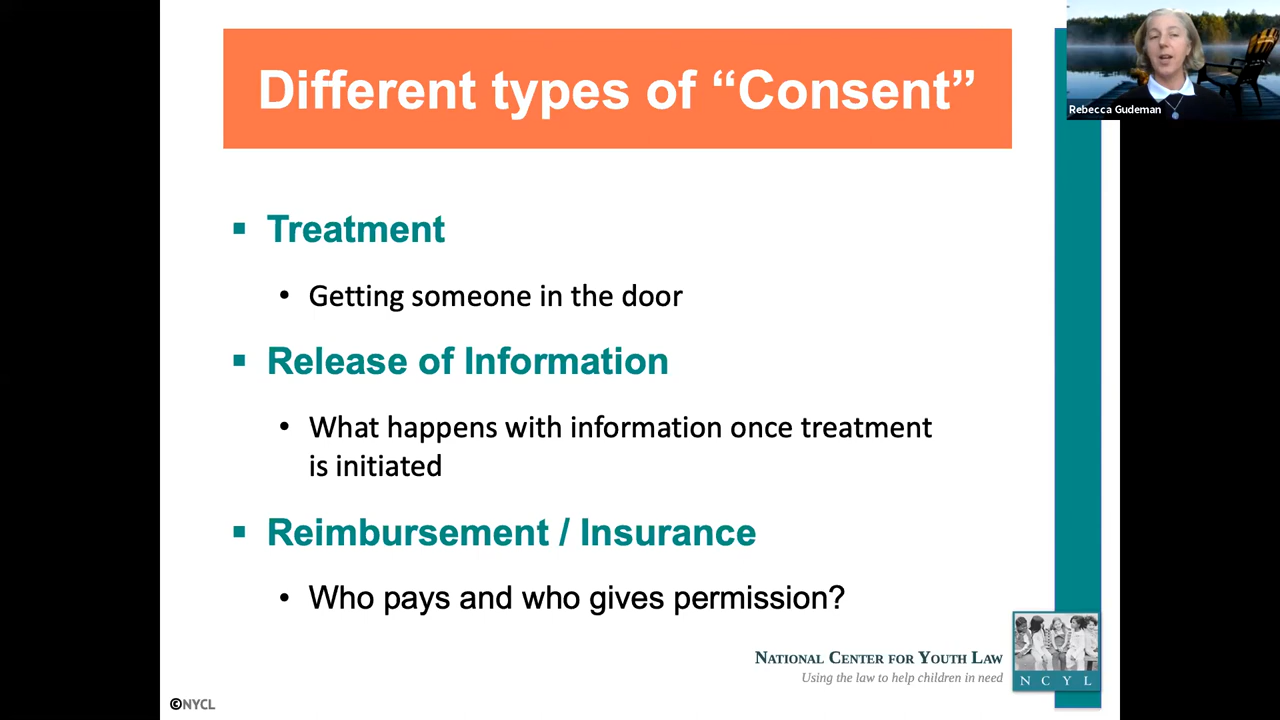 Different types of “Consent”
Rebecca Gudeman
▪ Treatment
• Getting someone in the door
▪ Release of Information
• What happens with information once treatment
is initiated
▪ Reimbursement / Insurance
• Who pays and who gives permission?
National Center for Youth Law
Using the law to help children in need
N C Y L
©NYCL